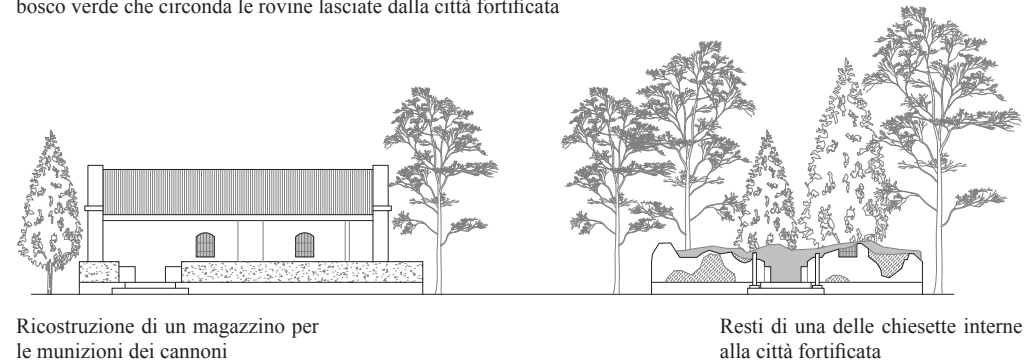 bosco verde che circonda le rovine lasciate dalla città fortificata
Ricostruzione di un magazzino per
le munizioni dei cannoni
Resti di una delle chiesette interne
alla città fortificata